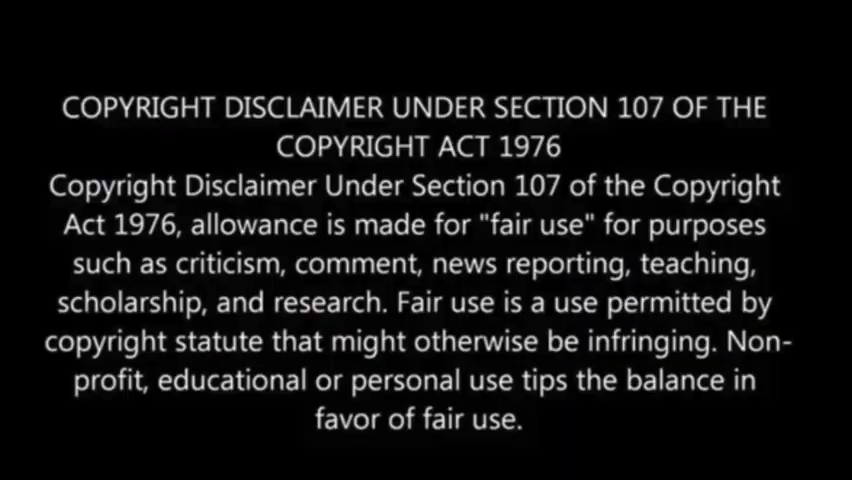 COPYRIGHT DISCLAIMER UNDER SECTION 107 OF THE
COPYRIGHT ACT 1976
Copyright Disclaimer Under Section 107 of the Copyright
Act 1976, allowance is made for "fair use" for purposes
such as criticism, comment, news reporting, teaching,
scholarship, and research. Fair use is a use permitted by
copyright statute that might otherwise be infringing. Non-
profit, educational or personal use tips the balance in
favor of fair use.